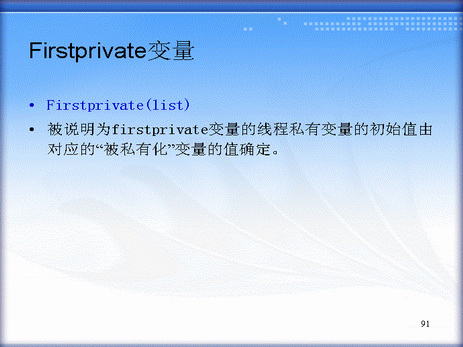 Firstprivate变量
• Firstprivate(list)
• 被说明为firstprivate变量的线程私有变量的初始值由
对应的“被私有化”变量的值确定。
91